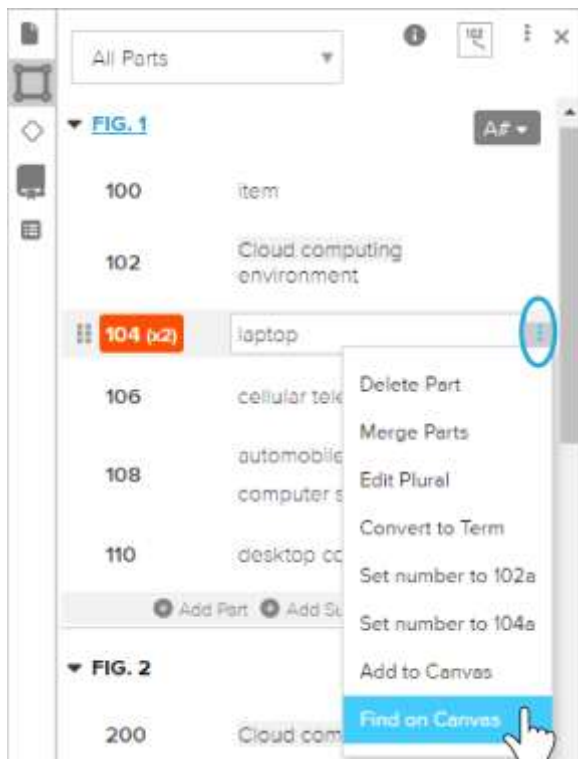 102
All Parts
FIG. 1
A#
100 item
102 Cloud computing
environment
104 (x2) laptop
Delete Part
106 cellular tele
Merge Parts
108 automobile
computer s
Edit Plural
Convert to Term
110 desktop co
Set number to 102a
Add Part Add Su
Set number to 104a
FIG. 2
Add to Canvas
Find on Canvas
200 Cloud com